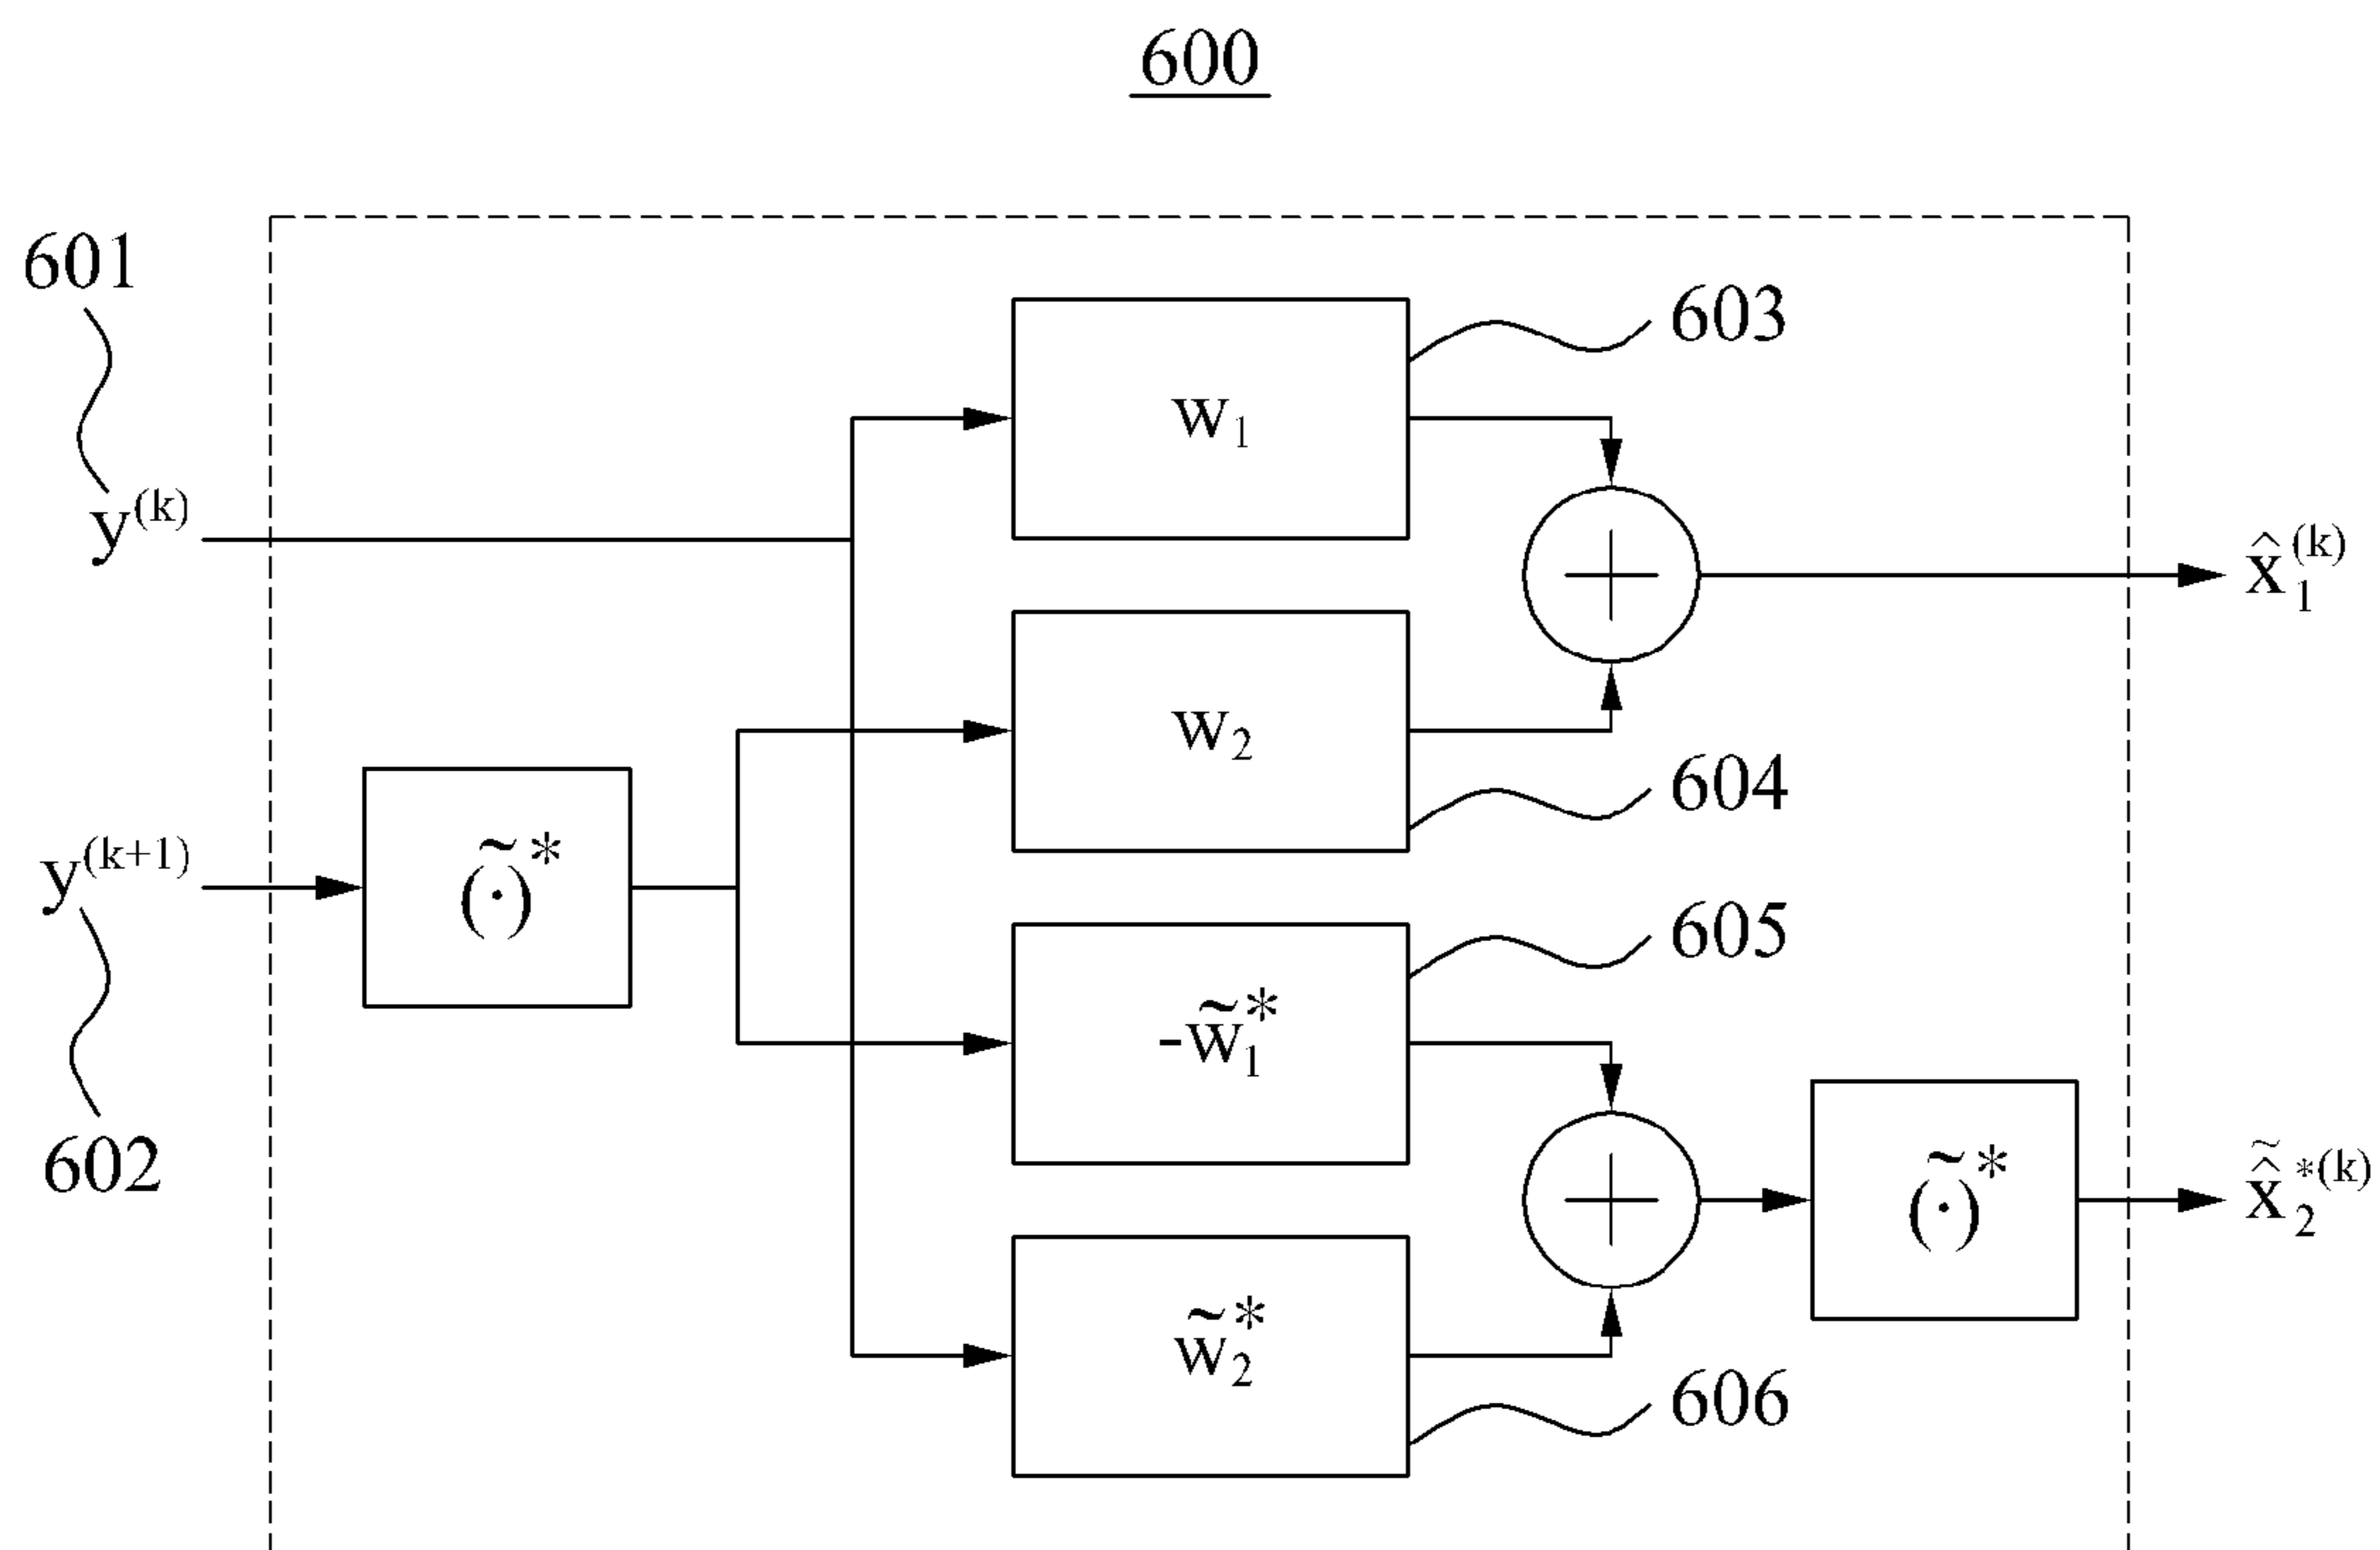 600
601
603
w₁
y⁽ᵏ⁾
x̂₁⁽ᵏ⁾
w₂
604
y⁽ᵏ⁺¹⁾
(·)̃*
605
-w̃₁*
602
(·)̃*
x̂̃₂*⁽ᵏ⁾
w̃₂*
606